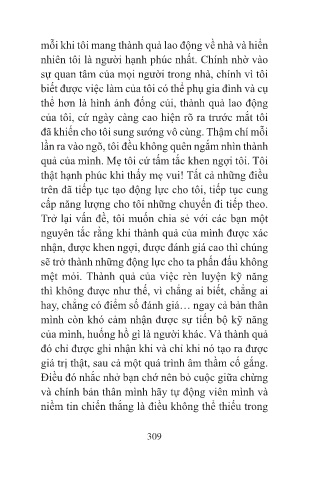 mỗi khi tôi mang thành quả lao động về nhà và hiển
nhiên tôi là người hạnh phúc nhất. Chính nhờ vào
sự quan tâm của mọi người trong nhà, chính vì tôi
biết được việc làm của tôi có thể phụ gia đình và cụ
thể hơn là hình ảnh đống củi, thành quả lao động
của tôi, cứ ngày càng cao hiện rõ ra trước mắt tôi
đã khiến cho tôi sung sướng vô cùng. Thậm chí mỗi
lần ra vào ngõ, tôi đều không quên ngắm nhìn thành
quả của mình. Mẹ tôi cứ tấm tắc khen ngợi tôi. Tôi
thật hạnh phúc khi thấy mẹ vui! Tất cả những điều
trên đã tiếp tục tạo động lực cho tôi, tiếp tục cung
cấp năng lượng cho tôi những chuyến đi tiếp theo.
Trở lại vấn đề, tôi muốn chia sẻ với các bạn một
nguyên tắc rằng khi thành quả của mình được xác
nhận, được khen ngợi, được đánh giá cao thì chúng
sẽ trở thành những động lực cho ta phấn đấu không
mệt mỏi. Thành quả của việc rèn luyện kỹ năng
thì không được như thế, vì chẳng ai biết, chẳng ai
hay, chẳng có điểm số đánh giá… ngay cả bản thân
mình còn khó cảm nhận được sự tiến bộ kỹ năng
của mình, huống hồ gì là người khác. Và thành quả
đó chỉ được ghi nhận khi và chỉ khi nó tạo ra được
giá trị thật, sau cả một quá trình âm thầm cố gắng.
Điều đó nhắc nhở bạn chớ nên bỏ cuộc giữa chừng
và chính bản thân mình hãy tự động viên mình và
niềm tin chiến thắng là điều không thể thiếu trong
309